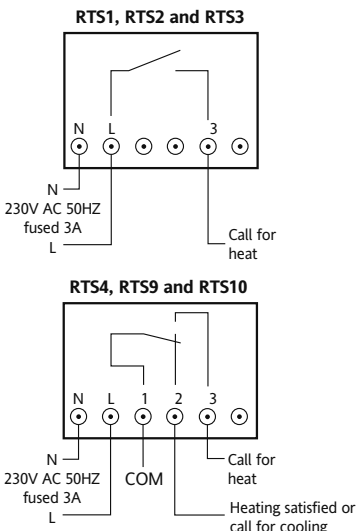 RTS1, RTS2 and RTS3
N L 3
N
230V AC 50HZ
fused 3A
L
Call for
heat
RTS4, RTS9 and RTS10
N L 1 2 3
N
230V AC 50HZ
fused 3A
L
COM
Call for
heat
Heating satisfied or
call for cooling